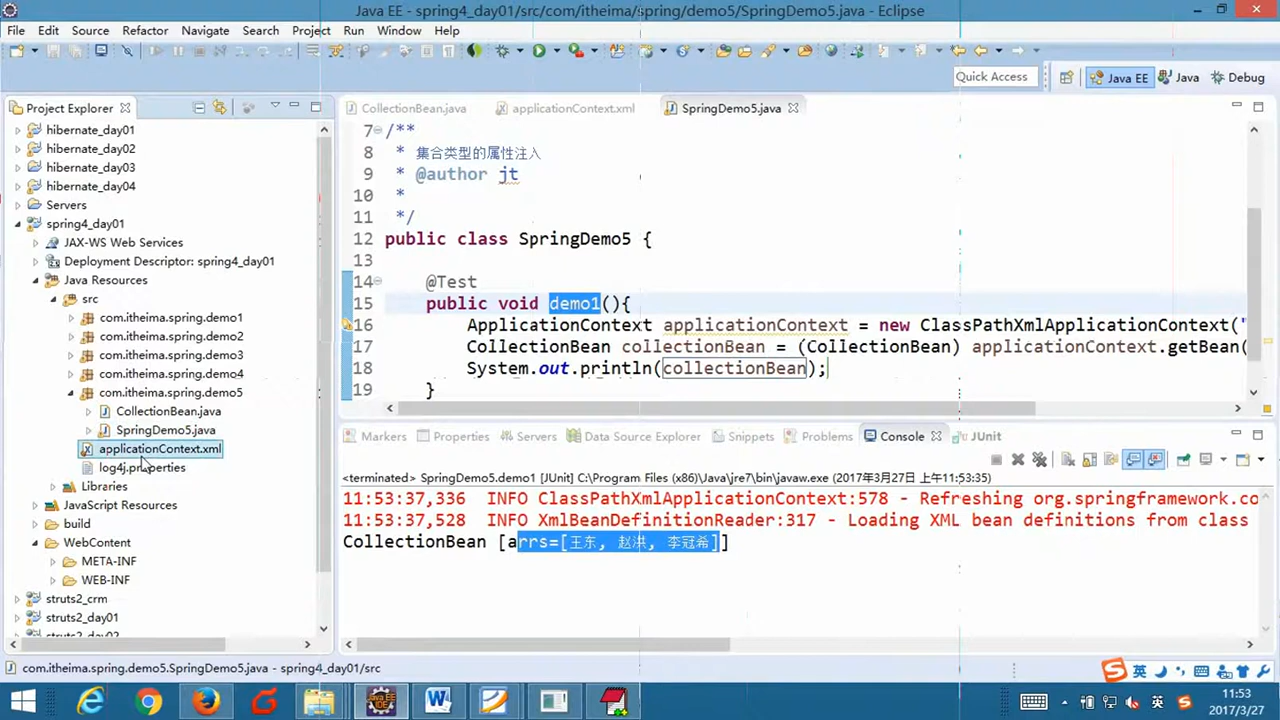 Java EE - spring4_day01/src/com/itheima/spring/demo5/SpringDemo5.java - Eclipse
File Edit Source Refactor Navigate Search Project Run Window Help
Quick Access
Java EE
Java
Debug
Project Explorer
hibernate_day01
hibernate_day02
hibernate_day03
hibernate_day04
Servers
spring4_day01
JAX-WS Web Services
Deployment Descriptor: spring4_day01
Java Resources
src
com.itheima.spring.demo1
com.itheima.spring.demo2
com.itheima.spring.demo3
com.itheima.spring.demo4
com.itheima.spring.demo5
CollectionBean.java
SpringDemo5.java
applicationContext.xml
log4j.properties
Libraries
JavaScript Resources
build
WebContent
META-INF
WEB-INF
struts2_crm
struts2_day01
struts2_day02
CollectionBean.java applicationContext.xml SpringDemo5.java
7 /**
8 * 集合类型的属性注入
9 * @author jt
10 *
11 */
12 public class SpringDemo5 {
13
14 @Test
15 public void demo1(){
16 ApplicationContext applicationContext = new ClassPathXmlApplicationContext("
17 CollectionBean collectionBean = (CollectionBean) applicationContext.getBean(
18 System.out.println(collectionBean);
19 }
Markers Properties Servers Data Source Explorer Snippets Problems Console JUnit
<terminated> SpringDemo5.demo1 [JUnit] C:\Program Files (x86)\Java\jre7\bin\javaw.exe (2017年3月27日 上午11:53:35)
11:53:37,336 INFO ClassPathXmlApplicationContext:578 - Refreshing org.springframework.co
11:53:37,528 INFO XmlBeanDefinitionReader:317 - Loading XML bean definitions from class
CollectionBean [arrs=[王东, 赵洪, 李冠希]]
com.itheima.spring.demo5.SpringDemo5.java - spring4_day01/src
英
英
11:53
2017/3/27